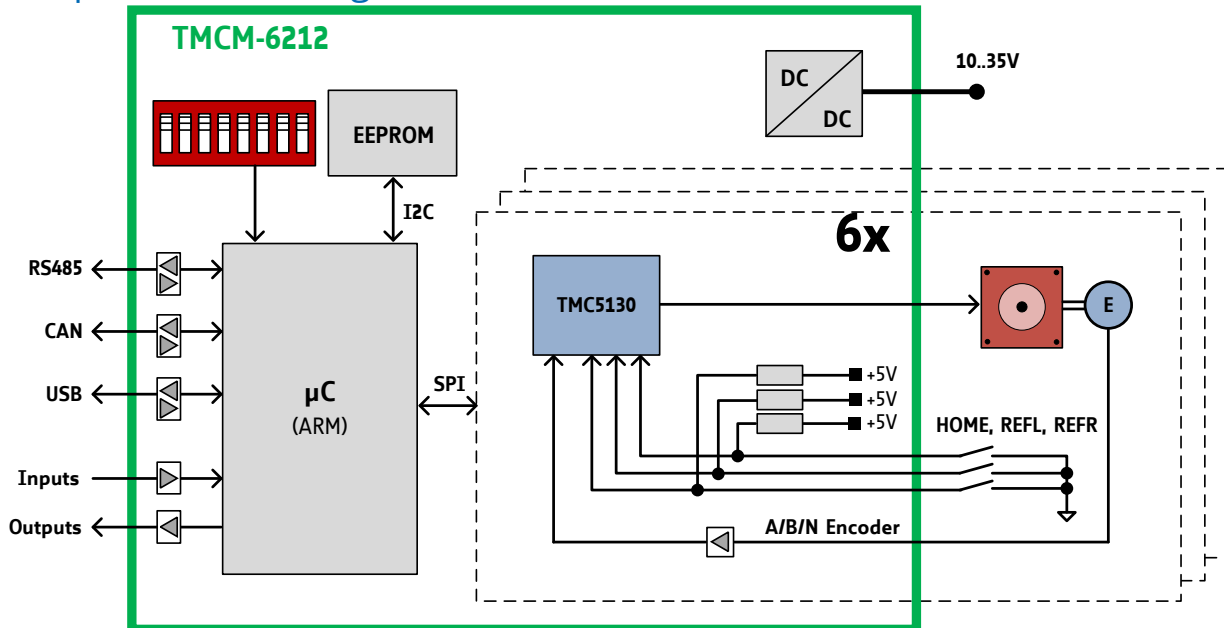 TMCM-6212
10..35V
DC
DC
EEPROM
I2C
6x
RS485
TMC5130
E
CAN
USB
SPI
µC
(ARM)
+5V
+5V
+5V
HOME, REFL, REFR
Inputs
Outputs
A/B/N Encoder